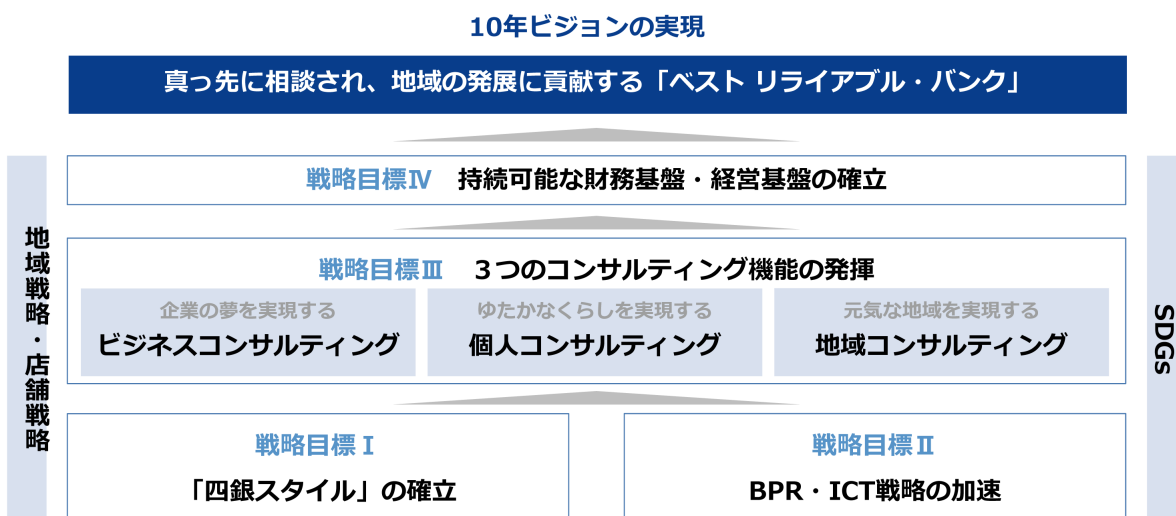 10年ビジョンの実現
真っ先に相談され、地域の発展に貢献する「ベスト リライアブル・バンク」
戦略目標Ⅳ 持続可能な財務基盤・経営基盤の確立
地域戦略・店舗戦略
戦略目標Ⅲ ３つのコンサルティング機能の発揮
企業の夢を実現する
ビジネスコンサルティング
ゆたかなくらしを実現する
個人コンサルティング
元気な地域を実現する
地域コンサルティング
SDGs
戦略目標Ⅰ
「四銀スタイル」の確立
戦略目標Ⅱ
BPR・ICT戦略の加速